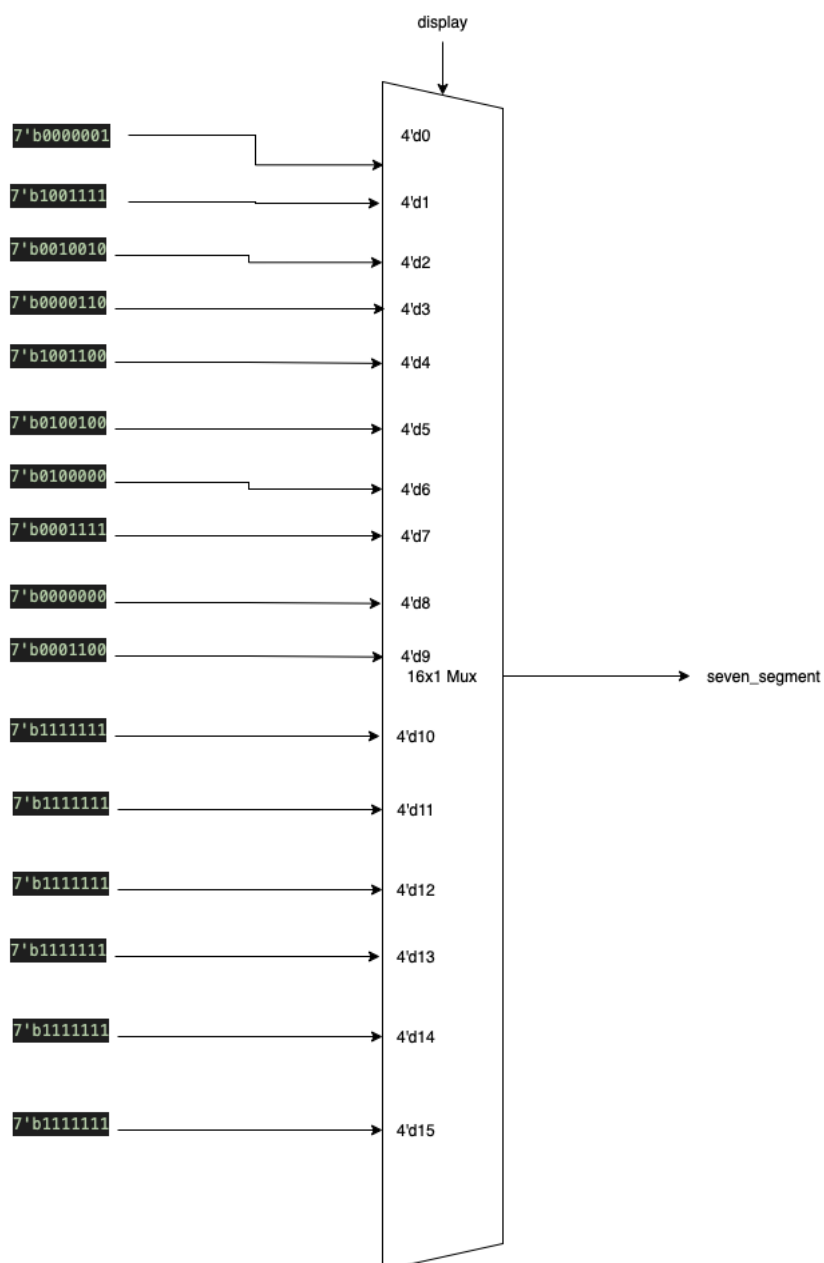 display
7'b0000001 4'd0
7'b1001111 4'd1
7'b0010010 4'd2
7'b0000110 4'd3
7'b1001100 4'd4
7'b0100100 4'd5
7'b0100000 4'd6
7'b0001111 4'd7
7'b0000000 4'd8
7'b0001100 4'd9
16x1 Mux seven_segment
7'b1111111 4'd10
7'b1111111 4'd11
7'b1111111 4'd12
7'b1111111 4'd13
7'b1111111 4'd14
7'b1111111 4'd15